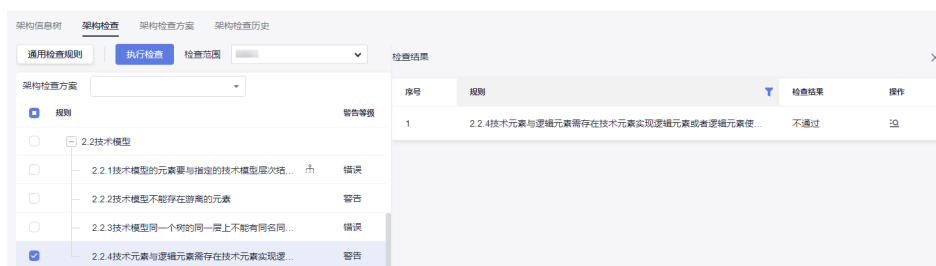 架构信息树 架构检查 架构检查方案 架构检查历史
通用检查规则 执行检查 检查范围
检查结果
架构检查方案
序号 规则 检查结果 操作
规则 警告等级
1 2.2.4技术元素与逻辑元素需存在技术元素实现逻辑元素或者逻辑元素使... 不通过
2.2技术模型
2.2.1技术模型的元素要与指定的技术模型层次结... 错误
2.2.2技术模型不能存在游离的元素 警告
2.2.3技术模型同一个树的同一层上不能有同名同... 错误
2.2.4技术元素与逻辑元素需存在技术元素实现逻... 警告